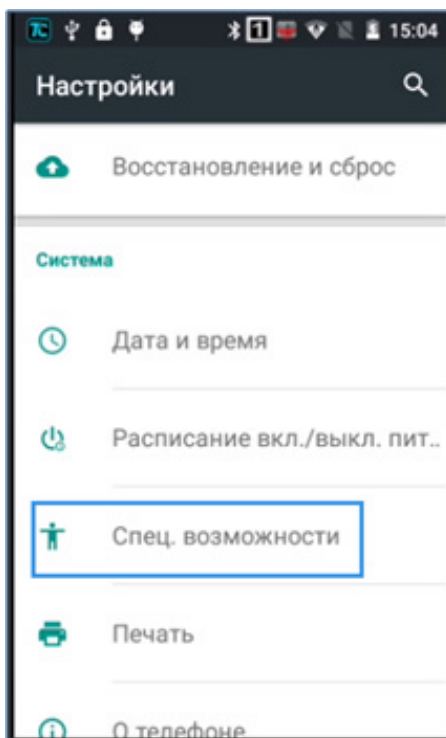 15:04
Настройки
Восстановление и сброс
Система
Дата и время
Расписание вкл./выкл. пит..
Спец. возможности
Печать
О телефоне